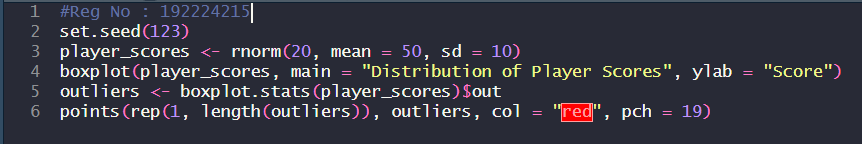 1 #Reg No : 192224215
2 set.seed(123)
3 player_scores <- rnorm(20, mean = 50, sd = 10)
4 boxplot(player_scores, main = "Distribution of Player Scores", ylab = "Score")
5 outliers <- boxplot.stats(player_scores)$out
6 points(rep(1, length(outliers)), outliers, col = "red", pch = 19)